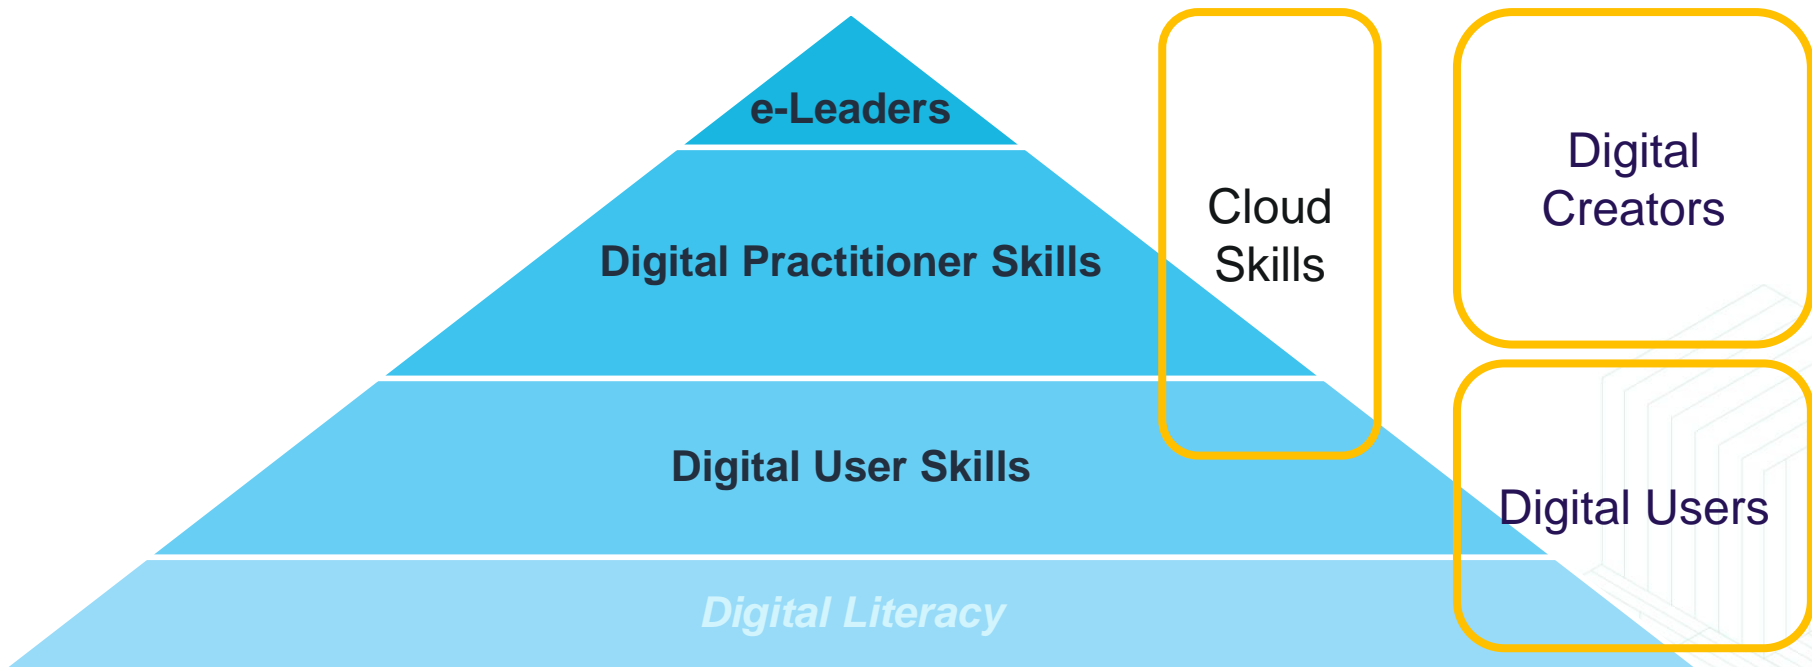 e-Leaders
Digital Practitioner Skills
Digital User Skills
Digital Literacy
Cloud
Skills
Digital
Creators
Digital Users